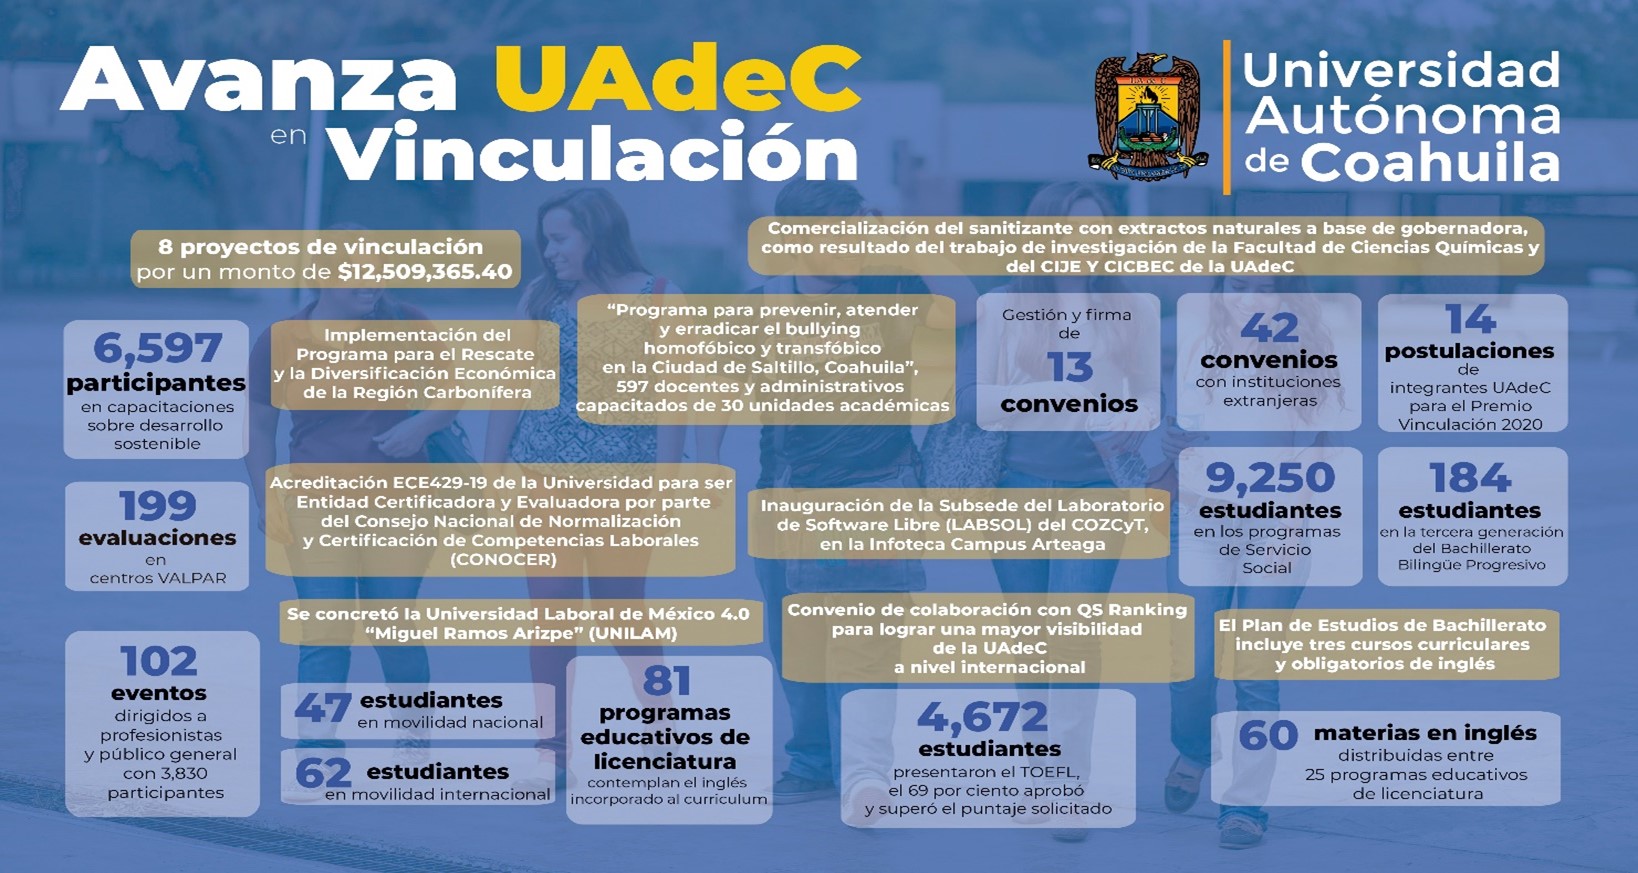 Avanza UAdeC
en Vinculación
Universidad
Autónoma
de Coahuila
8 proyectos de vinculación
por un monto de $12,509,365.40
Comercialización del sanitizante con extractos naturales a base de gobernadora,
como resultado del trabajo de investigación de la Facultad de Ciencias Químicas y
del CIJE Y CICBEC de la UAdeC
6,597
participantes
en capacitaciones
sobre desarrollo
sostenible
Implementación del
Programa para el Rescate
y la Diversificación Económica
de la Región Carbonífera
“Programa para prevenir, atender
y erradicar el bullying
homofóbico y transfóbico
en la Ciudad de Saltillo, Coahuila”,
597 docentes y administrativos
capacitados de 30 unidades académicas
Gestión y firma
de
13
convenios
42
convenios
con instituciones
extranjeras
14
postulaciones
de
integrantes UAdeC
para el Premio
Vinculación 2020
199
evaluaciones
en
centros VALPAR
Acreditación ECE429-19 de la Universidad para ser
Entidad Certificadora y Evaluadora por parte
del Consejo Nacional de Normalización
y Certificación de Competencias Laborales
(CONOCER)
Inauguración de la Subsede del Laboratorio
de Software Libre (LABSOL) del COZCyT,
en la Infoteca Campus Arteaga
9,250
estudiantes
en los programas
de Servicio
Social
184
estudiantes
en la tercera generación
del Bachillerato
Bilingüe Progresivo
Se concretó la Universidad Laboral de México 4.0
“Miguel Ramos Arizpe” (UNILAM)
Convenio de colaboración con QS Ranking
para lograr una mayor visibilidad
de la UAdeC
a nivel internacional
El Plan de Estudios de Bachillerato
incluye tres cursos curriculares
y obligatorios de inglés
102
eventos
dirigidos a
profesionistas
y público general
con 3,830
participantes
47 estudiantes
en movilidad nacional
62 estudiantes
en movilidad internacional
81
programas
educativos de
licenciatura
contemplan el inglés
incorporado al curriculum
4,672
estudiantes
presentaron el TOEFL,
el 69 por ciento aprobó
y superó el puntaje solicitado
60 materias en inglés
distribuídas entre
25 programas educativos
de licenciatura